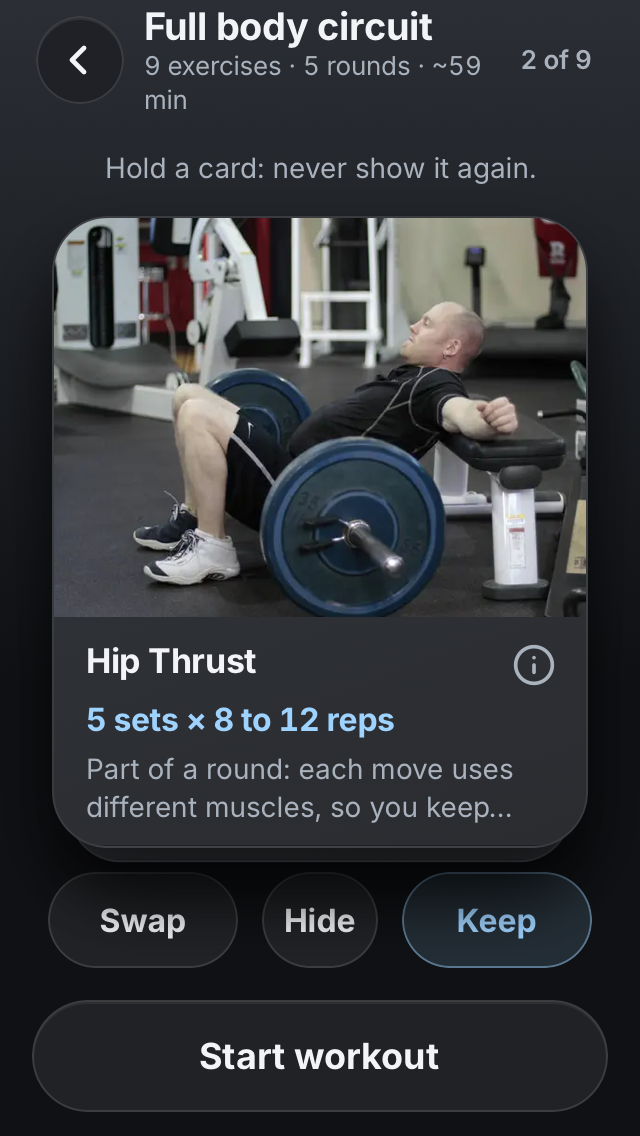 Full body circuit
9 exercises · 5 rounds · ~59
min
2 of 9
Hold a card: never show it again.
Hip Thrust
5 sets × 8 to 12 reps
Part of a round: each move uses
different muscles, so you keep...
Swap
Hide
Keep
Start workout